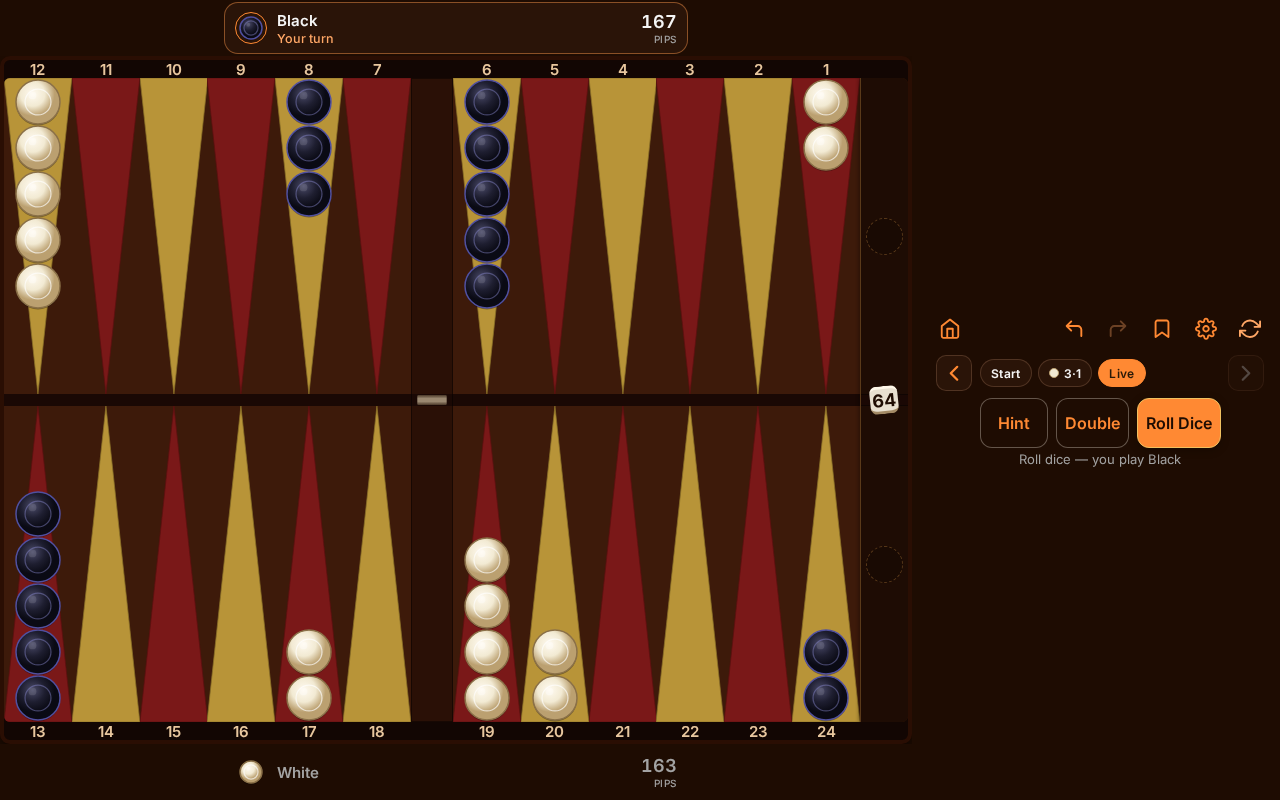 Black
Your turn
167
PIPS
12 11 10 9 8 7 6 5 4 3 2 1
64
13 14 15 16 17 18 19 20 21 22 23 24
White
163
PIPS
Start 3·1 Live
Hint Double Roll Dice
Roll dice — you play Black